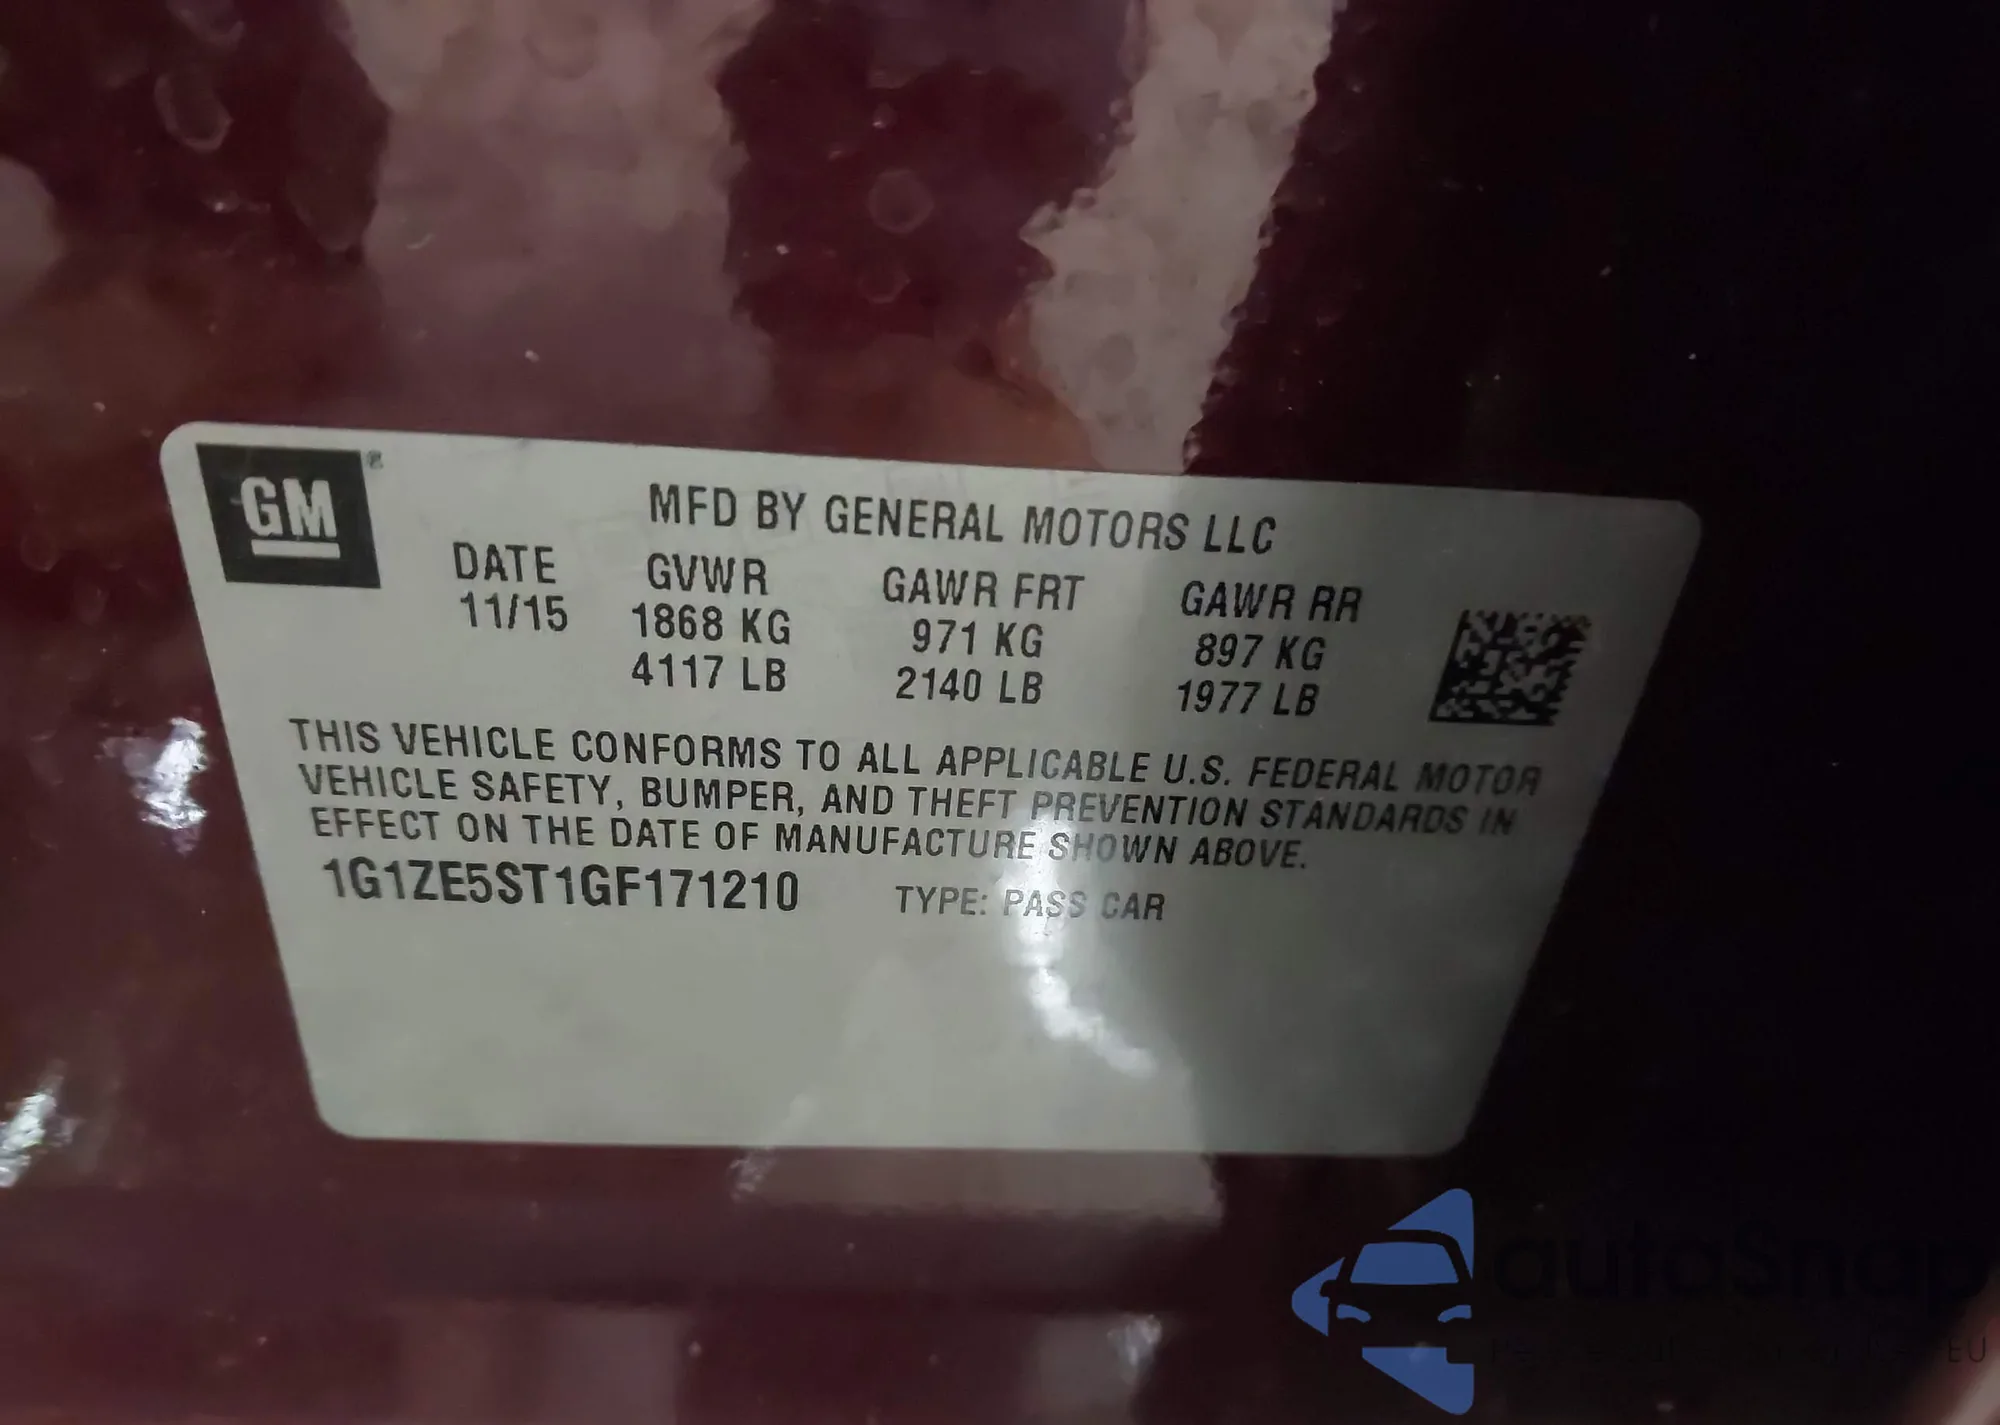 GM®
MFD BY GENERAL MOTORS LLC
DATE GVWR GAWR FRT GAWR RR
11/15 1868 KG 971 KG 897 KG
4117 LB 2140 LB 1977 LB
THIS VEHICLE CONFORMS TO ALL APPLICABLE U.S. FEDERAL MOTOR
VEHICLE SAFETY, BUMPER, AND THEFT PREVENTION STANDARDS IN
EFFECT ON THE DATE OF MANUFACTURE SHOWN ABOVE.
1G1ZE5ST1GF171210 TYPE: PASS CAR
autosnap
EU